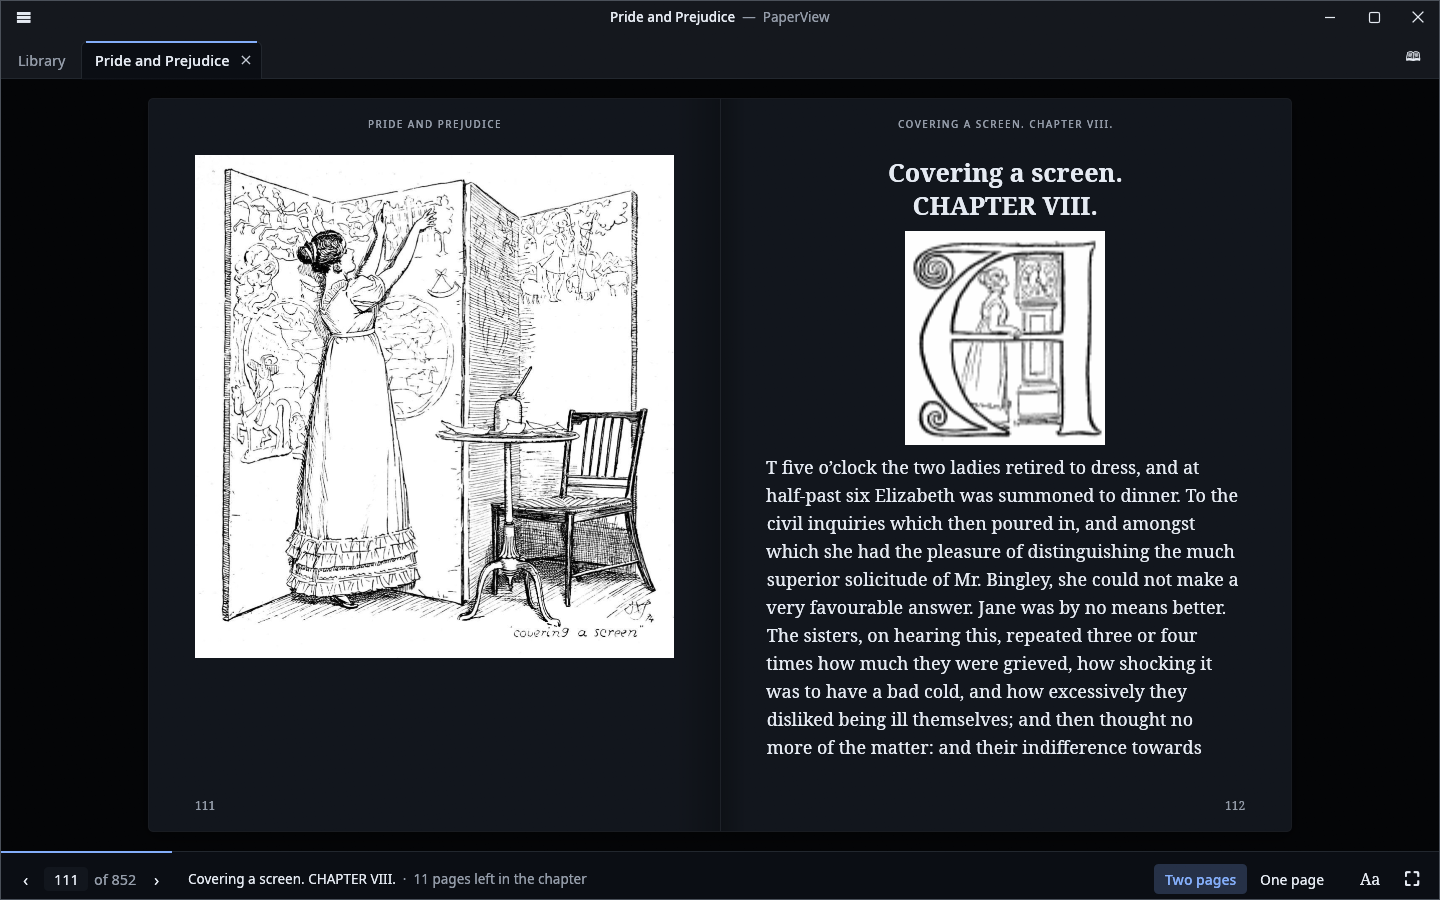 Pride and Prejudice — PaperView
Library
Pride and Prejudice
PRIDE AND PREJUDICE
"covering a screen"
111
COVERING A SCREEN. CHAPTER VIII.
Covering a screen.
CHAPTER VIII.
A
T five o’clock the two ladies retired to dress, and at
half-past six Elizabeth was summoned to dinner. To the
civil inquiries which then poured in, and amongst
which she had the pleasure of distinguishing the much
superior solicitude of Mr. Bingley, she could not make a
very favourable answer. Jane was by no means better.
The sisters, on hearing this, repeated three or four
times how much they were grieved, how shocking it
was to have a bad cold, and how excessively they
disliked being ill themselves; and then thought no
more of the matter: and their indifference towards
112
‹ 111 of 852 › Covering a screen. CHAPTER VIII. · 11 pages left in the chapter Two pages One page Aa